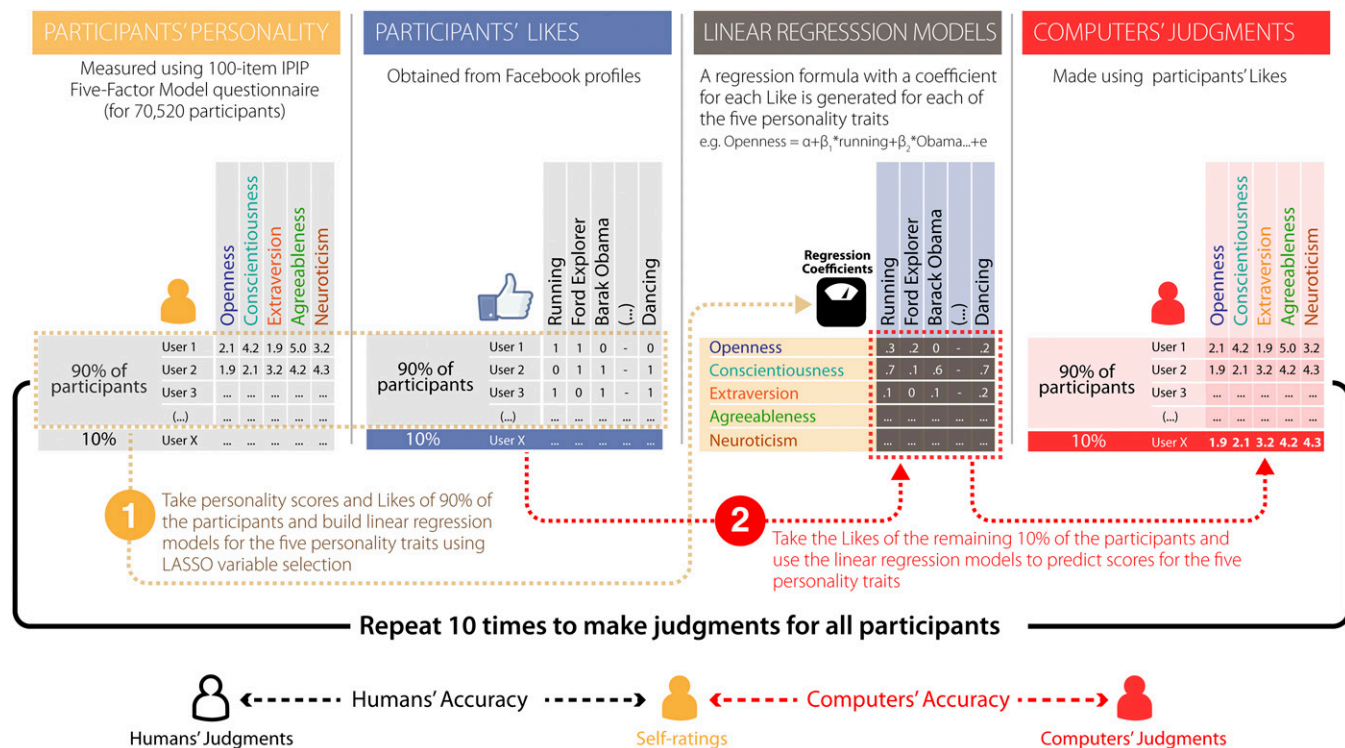 PARTICIPANTS' PERSONALITY
Measured using 100-item IPIP
Five-Factor Model questionnaire
(for 70,520 participants)
Openness
Conscientiousness
Extraversion
Agreeableness
Neuroticism
90% of
participants
User 1 2.1 4.2 1.9 5.0 3.2
User 2 1.9 2.1 3.2 4.2 4.3
User 3 ... ... ... ... ...
(...) ... ... ... ... ...
10% User X ... ... ... ... ...
PARTICIPANTS' LIKES
Obtained from Facebook profiles
Running
Ford Explorer
Barak Obama
(...)
Dancing
90% of
participants
User 1 1 1 0 - 0
User 2 0 1 1 - 1
User 3 1 0 1 - 1
(...) ... ... ... ... ...
10% User X ... ... ... ... ...
LINEAR REGRESSSION MODELS
A regression formula with a coefficient
for each Like is generated for each of
the five personality traits
e.g. Openness = α+β₁*running+β₂*Obama...+e
Regression
Coefficients
Running
Ford Explorer
Barack Obama
(...)
Dancing
Openness .3 .2 0 - .2
Conscientiousness .7 .1 .6 - .7
Extraversion .1 0 .1 - .2
Agreeableness ... ... ... ... ...
Neuroticism ... ... ... ... ...
COMPUTERS' JUDGMENTS
Made using participants' Likes
Openness
Conscientiousness
Extraversion
Agreeableness
Neuroticism
90% of
participants
User 1 2.1 4.2 1.9 5.0 3.2
User 2 1.9 2.1 3.2 4.2 4.3
User 3 ... ... ... ... ...
(...) ... ... ... ... ...
10% User X 1.9 2.1 3.2 4.2 4.3
1
Take personality scores and Likes of 90% of
the participants and build linear regression
models for the five personality traits using
LASSO variable selection
2
Take the Likes of the remaining 10% of the participants and
use the linear regression models to predict scores for the five
personality traits
Repeat 10 times to make judgments for all participants
Humans' Accuracy
Computers' Accuracy
Humans' Judgments
Self-ratings
Computers' Judgments